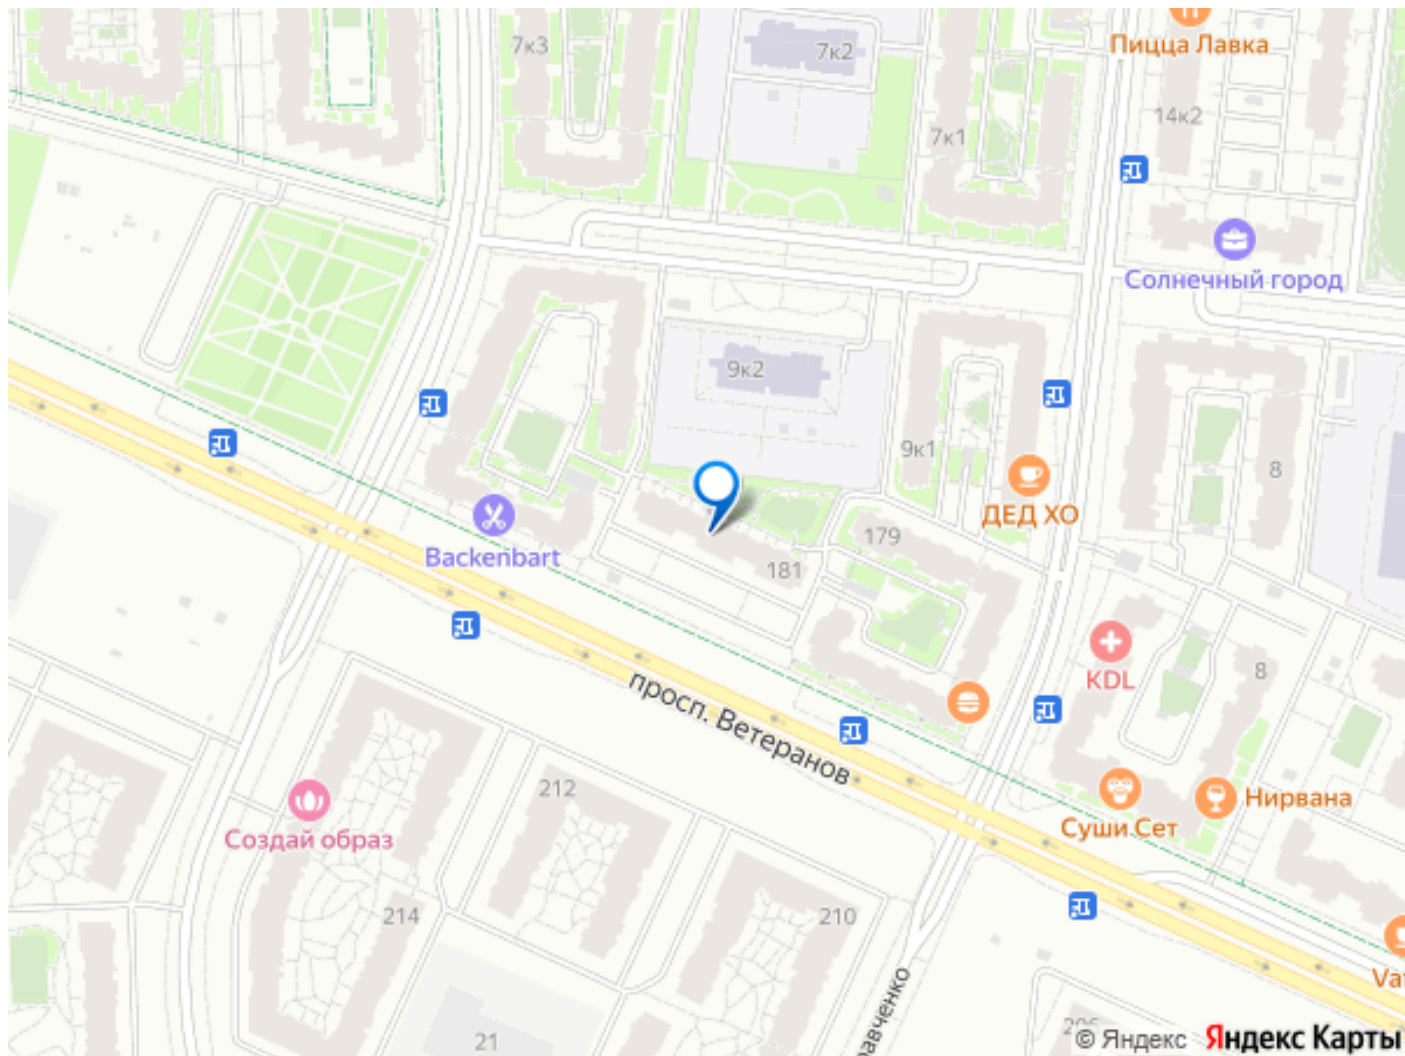 Пицца Лавка
7к3
7к2
14к2
7к1
Солнечный город
9к2
9к1
8
ДЕД ХО
179
Backenbart
181
KDL
8
просп. Ветеранов
212
Нирвана
Суши Сет
Создай образ
214
210
21
© Яндекс Яндекс Карты